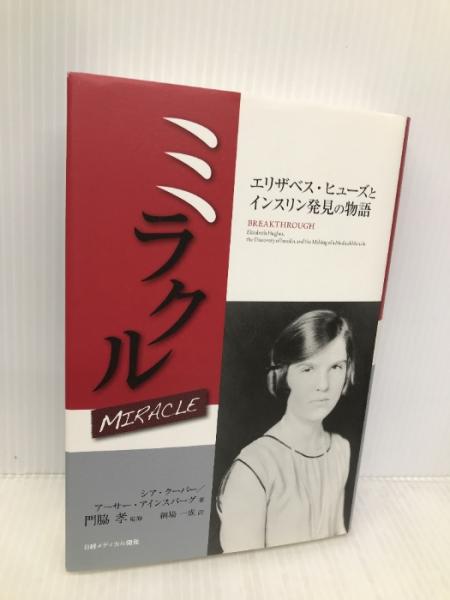 ミラクル
MIRACLE
エリザベス・ヒューズと
インスリン発見の物語
BREAKTHROUGH
Elizabeth Hughes,
the Discovery of Insulin, and the Making of a Medical Miracle
シア・クーパー/
アーサー・アインスバーグ 著
門脇 孝 監修 綱場 一成 訳
日経メディカル開発